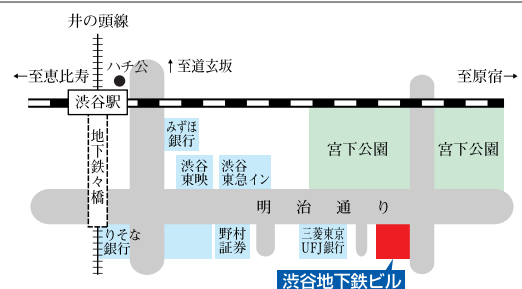 井の頭線
ハチ公
↑至道玄坂
←至恵比寿
至原宿→
渋谷駅
みずほ
銀行
地下鉄々橋
渋谷
東映
渋谷
東急イン
宮下公園
宮下公園
明治通り
りそな
銀行
野村
証券
三菱東京
UFJ銀行
渋谷地下鉄ビル